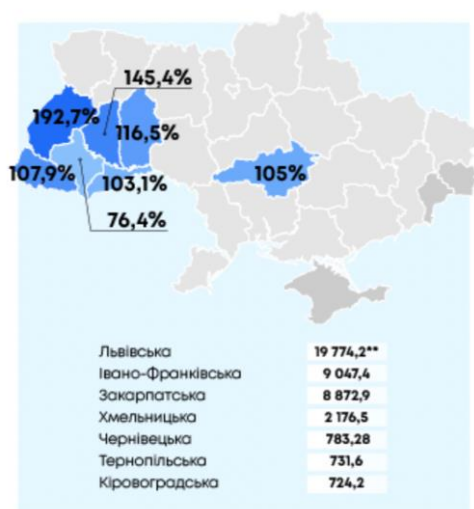 145,4%
192,7%
116,5%
107,9%
103,1%
105%
76,4%
Львівська 19 774,2**
Івано-Франківська 9 047,4
Закарпатська 8 872,9
Хмельницька 2 176,5
Чернівецька 783,28
Тернопільська 731,6
Кіровоградська 724,2